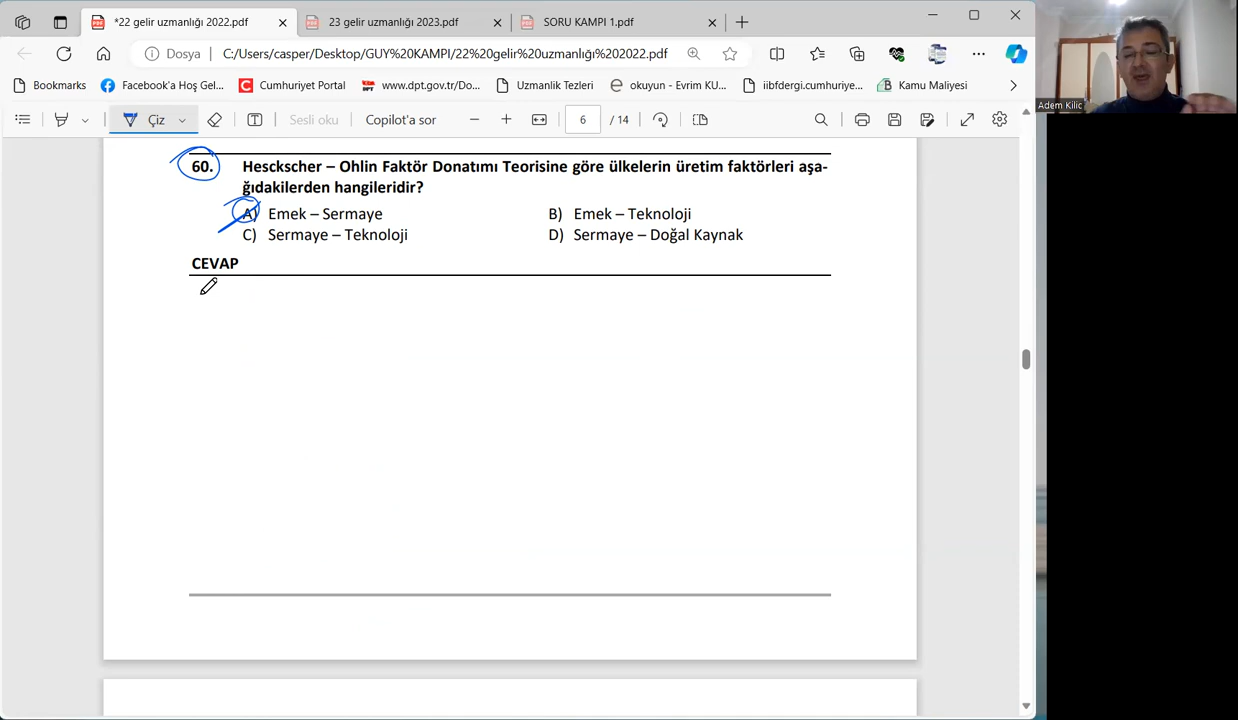 *22 gelir uzmanlığı 2022.pdf
23 gelir uzmanlığı 2023.pdf
SORU KAMPI 1.pdf
Dosya
C:/Users/casper/Desktop/GUY%20KAMPI/22%20gelir%20uzmanlığı%202022.pdf
Bookmarks
Facebook'a Hoş Gel...
Cumhuriyet Portal
www.dpt.gov.tr/Do...
Uzmanlik Tezleri
okuyun - Evrim KU...
iibfdergi.cumhuriye...
Kamu Maliyesi
Çiz
Sesli oku
Copilot'a sor
6 / 14
Adem Kilic
60. Hesckscher – Ohlin Faktör Donatımı Teorisine göre ülkelerin üretim faktörleri aşa-
ğıdakilerden hangileridir?
A) Emek – Sermaye
B) Emek – Teknoloji
C) Sermaye – Teknoloji
D) Sermaye – Doğal Kaynak
CEVAP